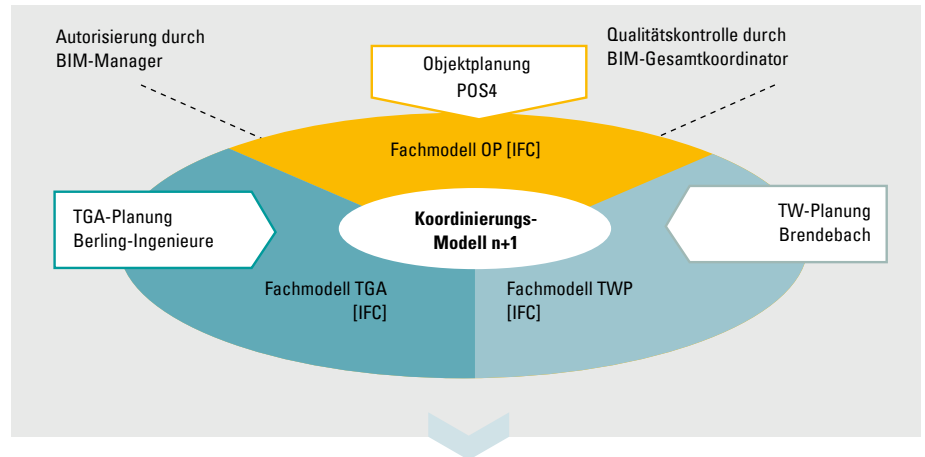 Autorisierung durch
BIM-Manager
Objektplanung
POS4
Qualitätskontrolle durch
BIM-Gesamtkoordinator
Fachmodell OP [IFC]
TGA-Planung
Berling-Ingenieure
Koordinierungs-
Modell n+1
TW-Planung
Brendebach
Fachmodell TGA
[IFC]
Fachmodell TWP
[IFC]